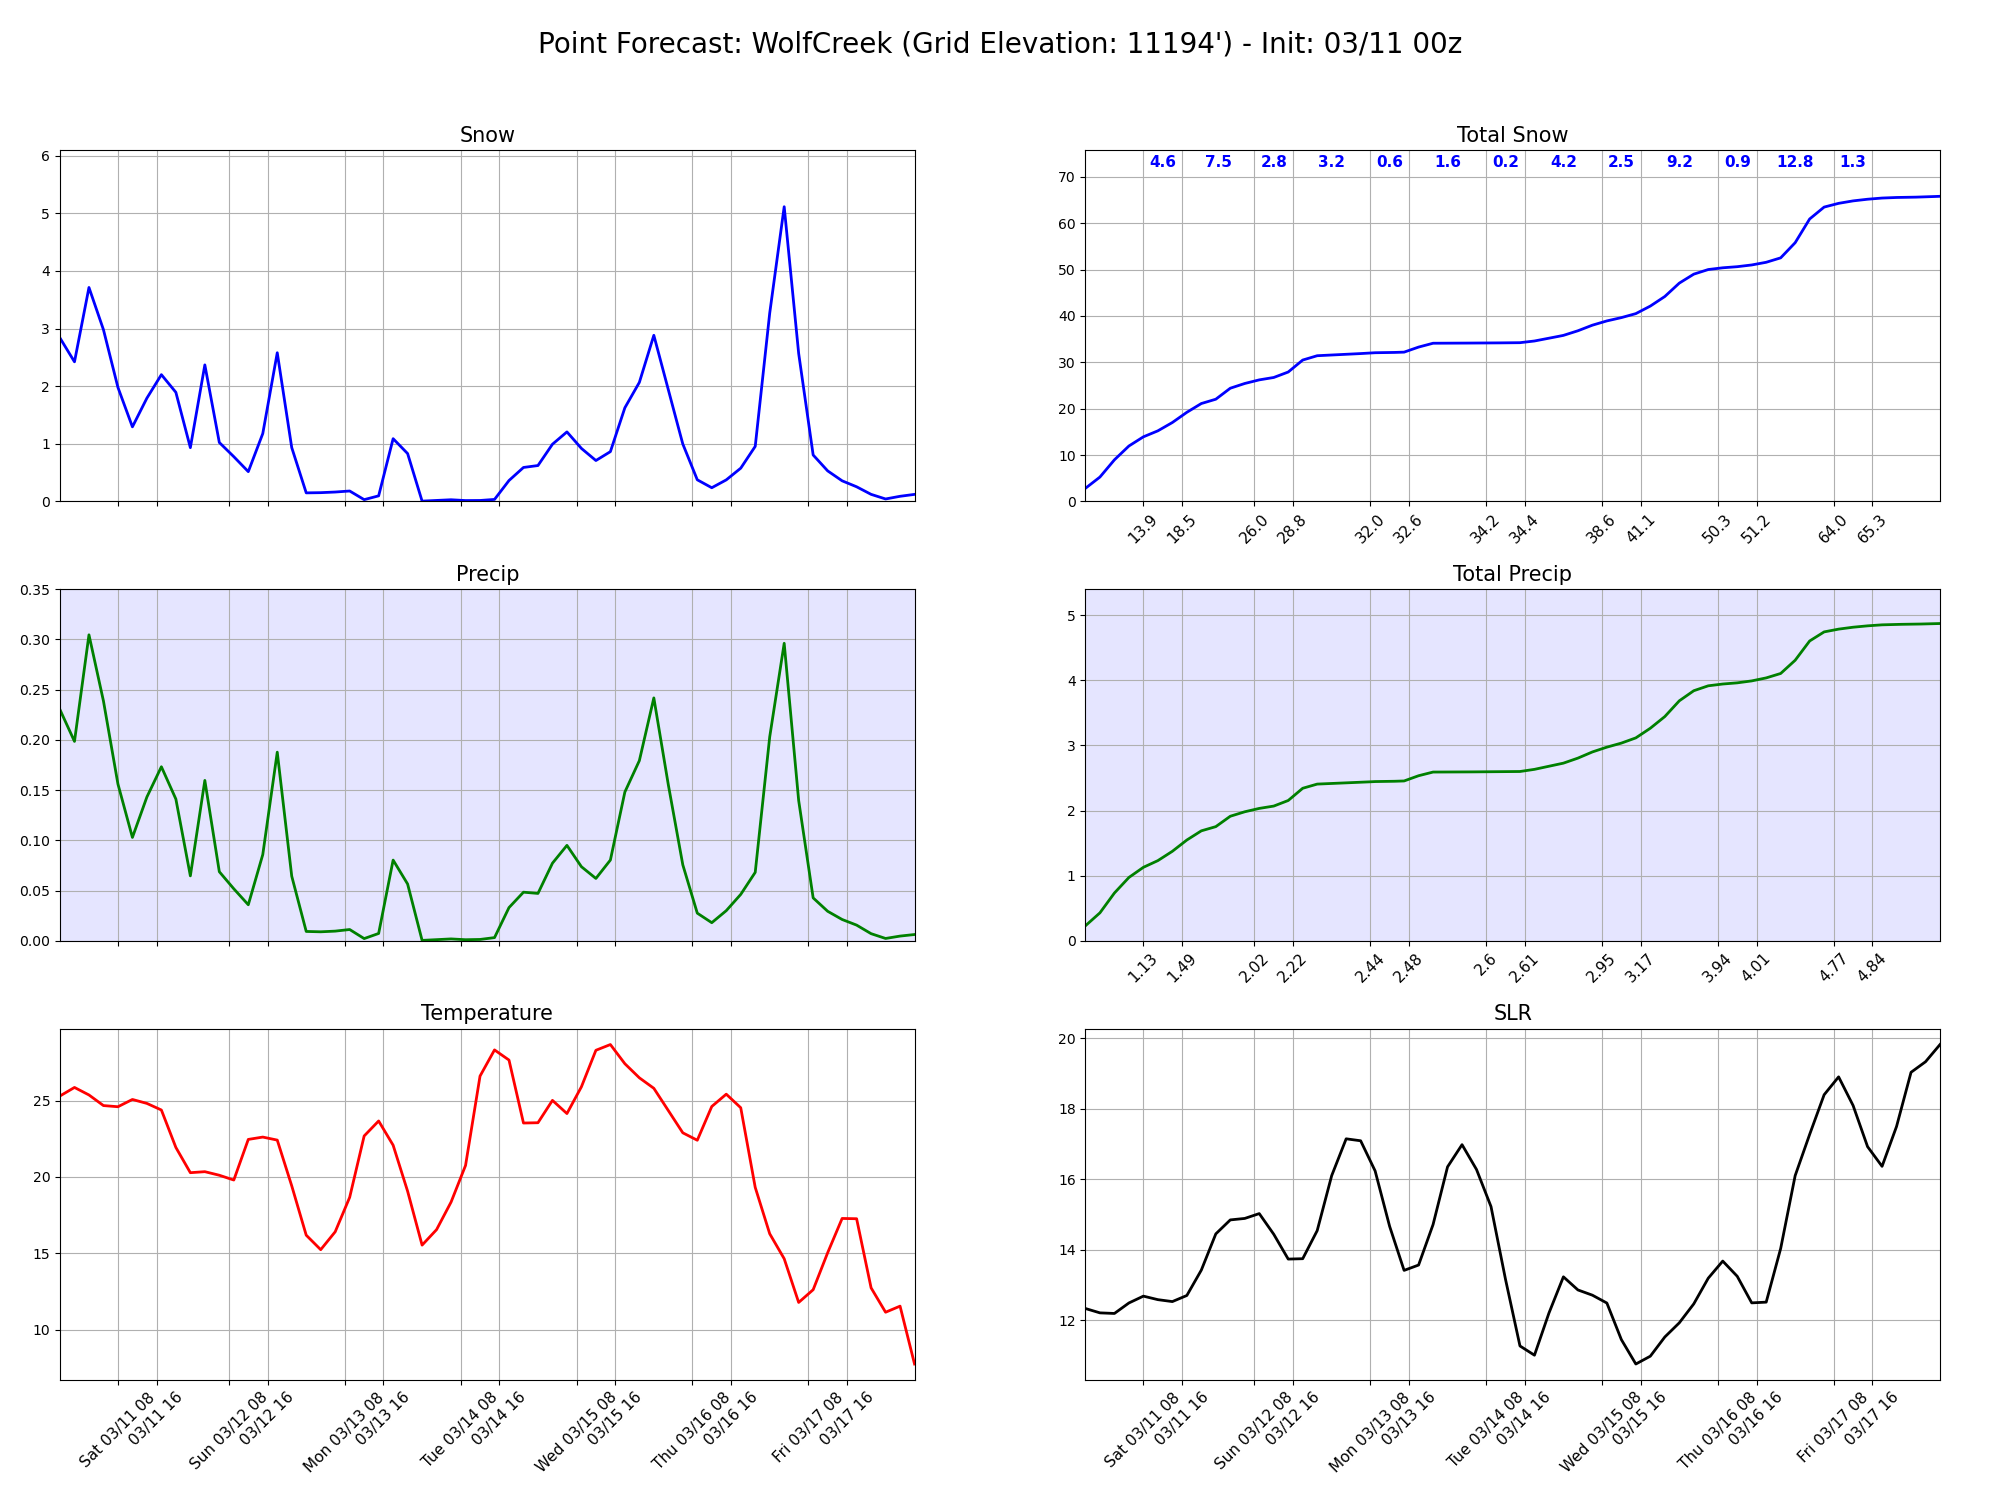 Point Forecast: WolfCreek (Grid Elevation: 11194') - Init: 03/11 00z
Snow
6
5
4
3
2
1
0
Total Snow
4.6 7.5 2.8 3.2 0.6 1.6 0.2 4.2 2.5 9.2 0.9 12.8 1.3
70
60
50
40
30
20
10
0
13.9 18.5 26.0 28.8 32.0 32.6 34.2 34.4 38.6 41.1 50.3 51.2 64.0 65.3
Precip
0.35
0.30
0.25
0.20
0.15
0.10
0.05
0.00
Total Precip
5
4
3
2
1
0
1.13 1.49 2.02 2.22 2.44 2.48 2.6 2.61 2.95 3.17 3.94 4.01 4.77 4.84
Temperature
25
20
15
10
Sat 03/11 08
03/11 16
Sun 03/12 08
03/12 16
Mon 03/13 08
03/13 16
Tue 03/14 08
03/14 16
Wed 03/15 08
03/15 16
Thu 03/16 08
03/16 16
Fri 03/17 08
03/17 16
SLR
20
18
16
14
12
Sat 03/11 08
03/11 16
Sun 03/12 08
03/12 16
Mon 03/13 08
03/13 16
Tue 03/14 08
03/14 16
Wed 03/15 08
03/15 16
Thu 03/16 08
03/16 16
Fri 03/17 08
03/17 16